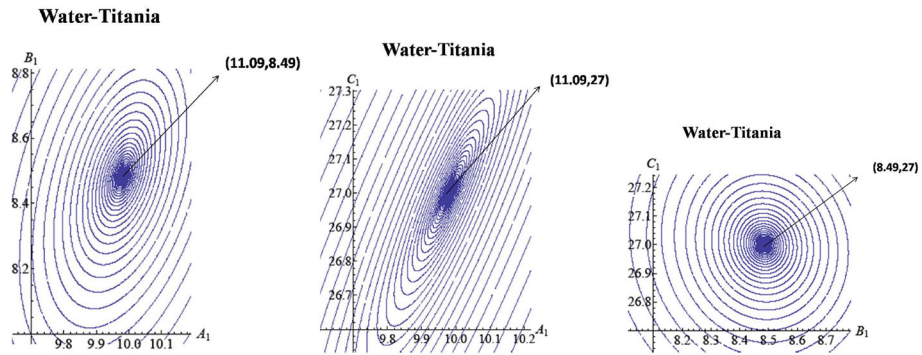 Water-Titania
B1
(11.09,8.49)
8.8
8.6
8.4
8.2
9.8 9.9 10.0 10.1 A1
Water-Titania
C1
(11.09,27)
27.3
27.2
27.1
27.0
26.9
26.8
26.7
9.8 9.9 10.0 10.1 10.2 A1
Water-Titania
C1
(8.49,27)
27.2
27.1
27.0
26.9
26.8
8.2 8.3 8.4 8.5 8.6 8.7 B1